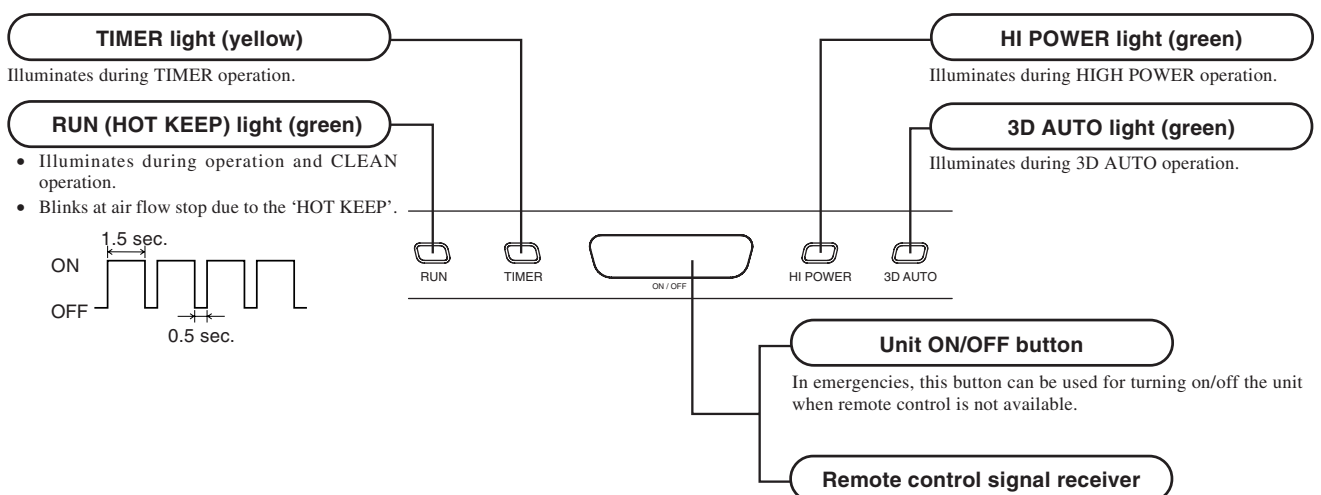 TIMER light (yellow)
Illuminates during TIMER operation.
RUN (HOT KEEP) light (green)
• Illuminates during operation and CLEAN
operation.
• Blinks at air flow stop due to the ‘HOT KEEP’.
1.5 sec.
ON
OFF
0.5 sec.
HI POWER light (green)
Illuminates during HIGH POWER operation.
3D AUTO light (green)
Illuminates during 3D AUTO operation.
RUN
TIMER
ON / OFF
HI POWER
3D AUTO
Unit ON/OFF button
In emergencies, this button can be used for turning on/off the unit
when remote control is not available.
Remote control signal receiver